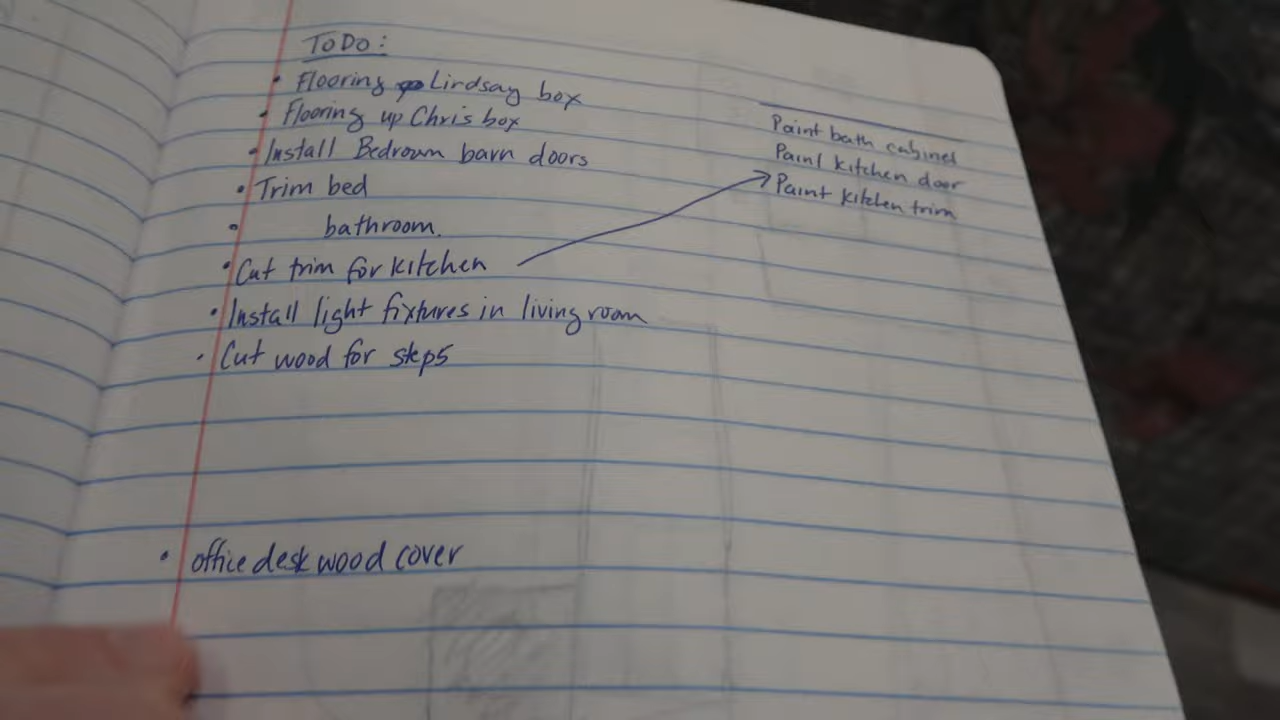 ToDo:
• Flooring up Lindsay box
• Flooring up Chris box
• Install Bedroom barn doors
• Trim bed
• bathroom.
• Cut trim for kitchen
• Install light fixtures in living room
• Cut wood for steps
• office desk wood cover
Paint bath cabinet
Paint kitchen door
Paint kitchen trim